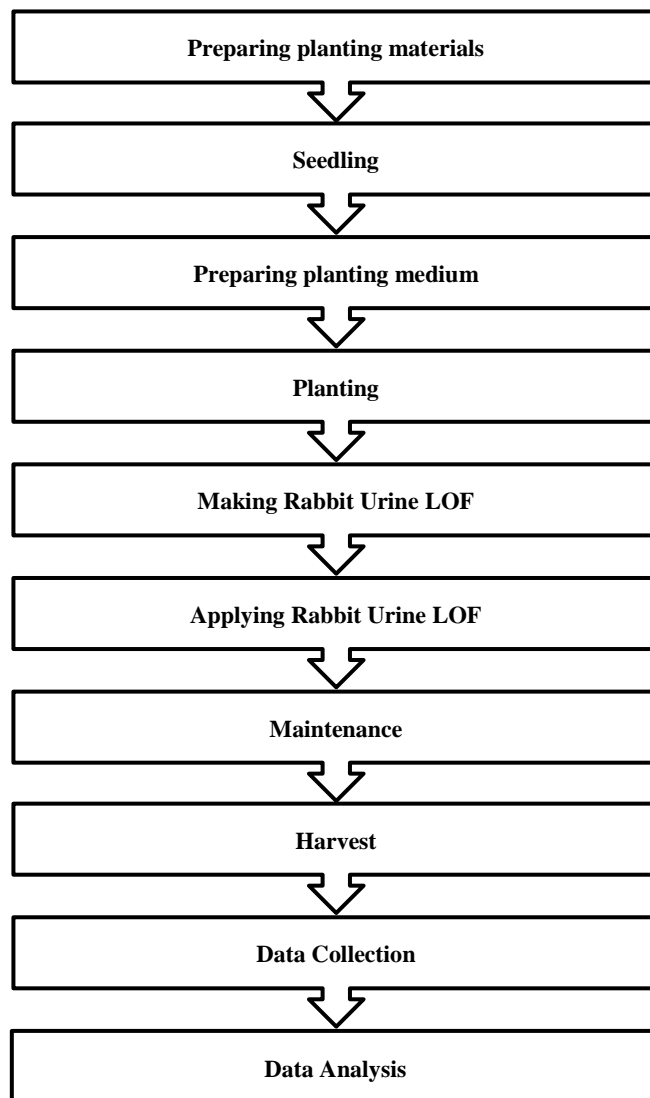 Preparing planting materials
Seedling
Preparing planting medium
Planting
Making Rabbit Urine LOF
Applying Rabbit Urine LOF
Maintenance
Harvest
Data Collection
Data Analysis